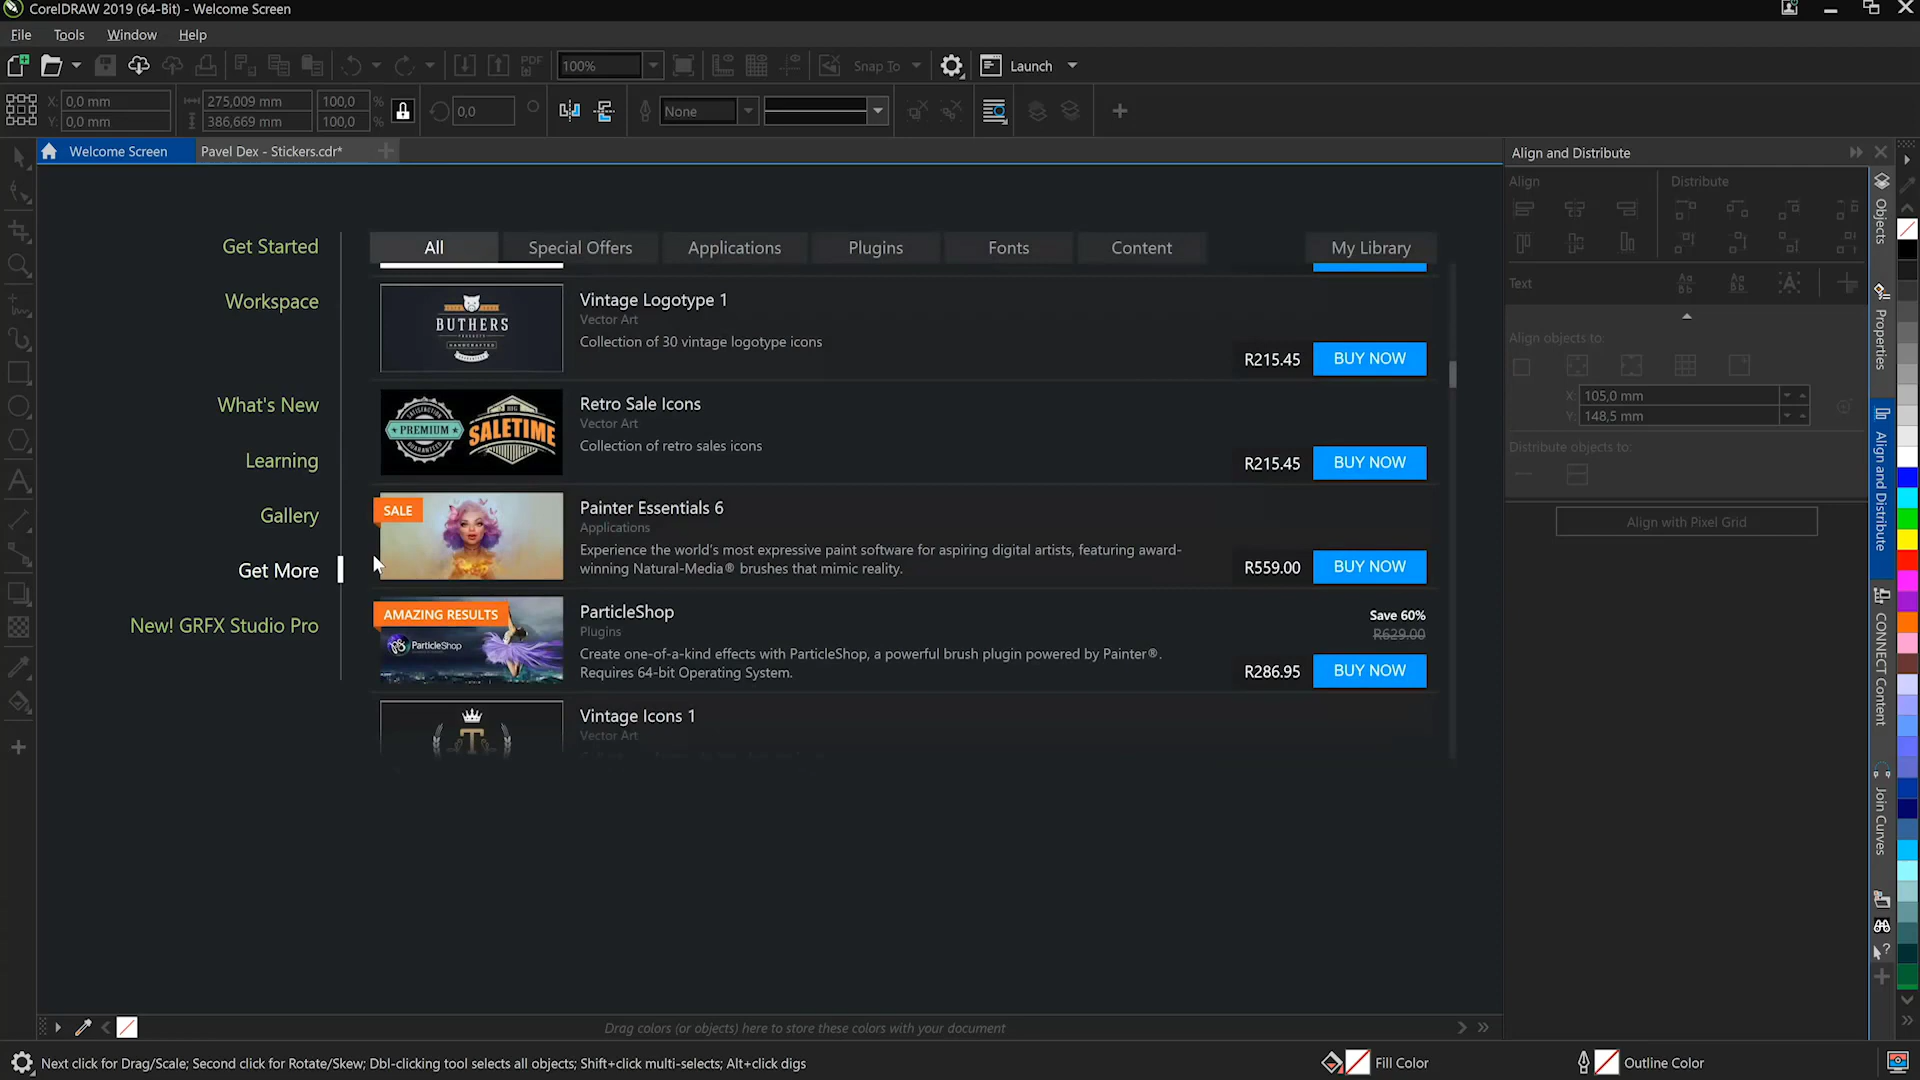 CorelDRAW 2019 (64-Bit) - Welcome Screen
File Tools Window Help
PDF 100% Snap To Launch
X: 0,0 mm 275,009 mm 100,0 % 0,0 None
Y: 0,0 mm 386,669 mm 100,0 %
Welcome Screen Pavel Dex - Stickers.cdr*
Align and Distribute
Align Distribute
Get Started
Workspace
What's New
Learning
Gallery
Get More
New! GRFX Studio Pro
All Special Offers Applications Plugins Fonts Content My Library
BUTHERS
HANDCRAFTED
Vintage Logotype 1
Vector Art
Collection of 30 vintage logotype icons
R215.45 BUY NOW
SATISFACTION
PREMIUM
GUARANTEE
BIG
SALETIME
Retro Sale Icons
Vector Art
Collection of retro sales icons
R215.45 BUY NOW
SALE
Painter Essentials 6
Applications
Experience the world's most expressive paint software for aspiring digital artists, featuring award-
winning Natural-Media® brushes that mimic reality.
R559.00 BUY NOW
AMAZING RESULTS
ParticleShop
ParticleShop
Plugins
Create one-of-a-kind effects with ParticleShop, a powerful brush plugin powered by Painter®.
Requires 64-bit Operating System.
Save 60%
R629.00
R286.95 BUY NOW
T
Vintage Icons 1
Vector Art
Text
Align objects to:
X: 105,0 mm
Y: 148,5 mm
Distribute objects to:
Align with Pixel Grid
Objects
Properties
Align and Distribute
CONNECT Content
Join Curves
Drag colors (or objects) here to store these colors with your document
Next click for Drag/Scale; Second click for Rotate/Skew; Dbl-clicking tool selects all objects; Shift+click multi-selects; Alt+click digs
Fill Color Outline Color